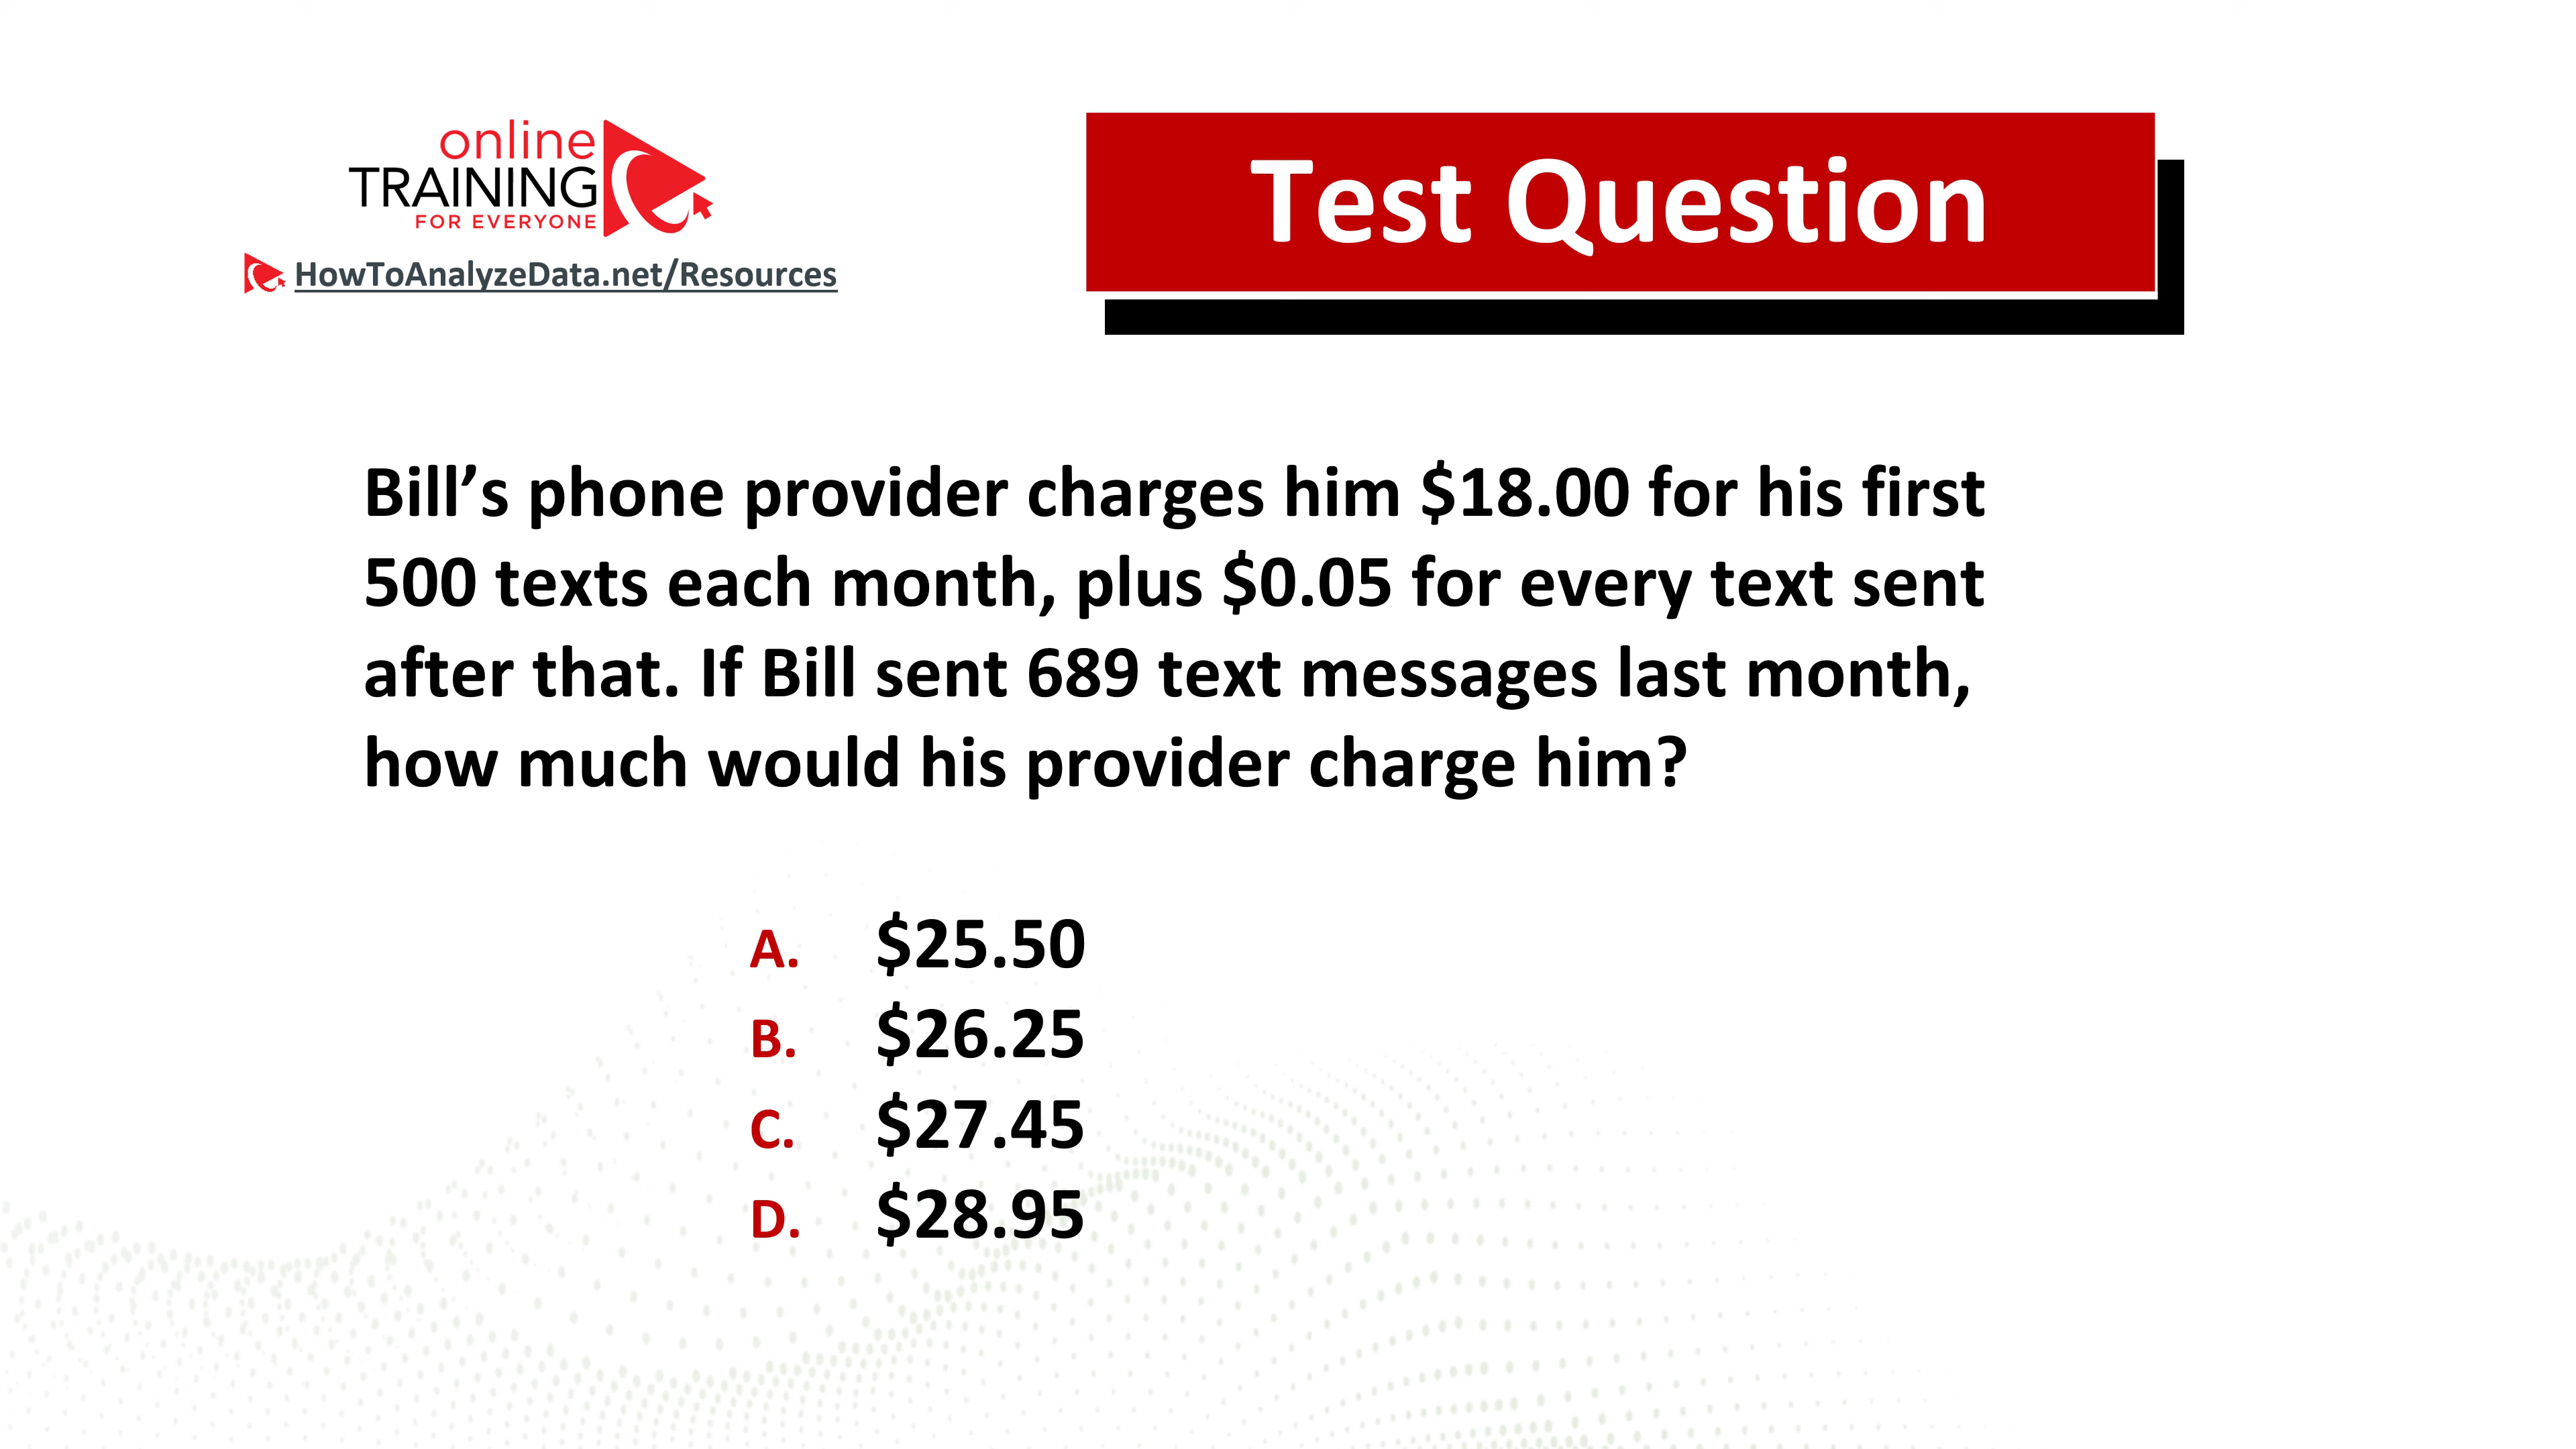 online
TRAINING
FOR EVERYONE
HowToAnalyzeData.net/Resources
Test Question
Bill’s phone provider charges him $18.00 for his first
500 texts each month, plus $0.05 for every text sent
after that. If Bill sent 689 text messages last month,
how much would his provider charge him?
A. $25.50
B. $26.25
C. $27.45
D. $28.95